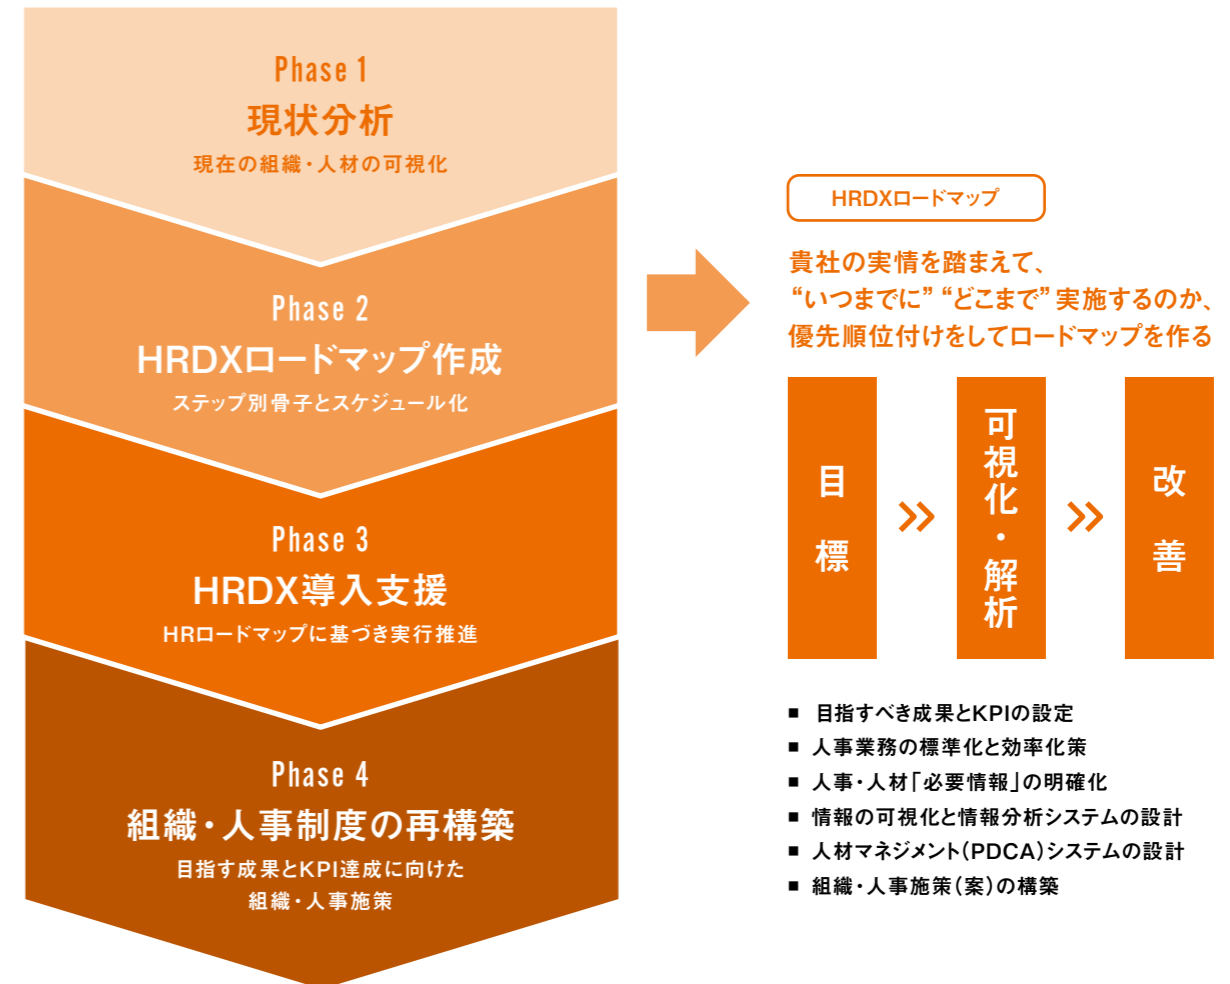 Phase 1
現状分析
現在の組織・人材の可視化
Phase 2
HRDXロードマップ作成
ステップ別骨子とスケジュール化
Phase 3
HRDX導入支援
HRロードマップに基づき実行推進
Phase 4
組織・人事制度の再構築
目指す成果とKPI達成に向けた
組織・人事施策
HRDXロードマップ
貴社の実情を踏まえて、
“いつまでに” “どこまで” 実施するのか、
優先順位付けをしてロードマップを作る
目標
可視化・解析
改善
■ 目指すべき成果とKPIの設定
■ 人事業務の標準化と効率化策
■ 人事・人材「必要情報」の明確化
■ 情報の可視化と情報分析システムの設計
■ 人材マネジメント(PDCA)システムの設計
■ 組織・人事施策(案)の構築